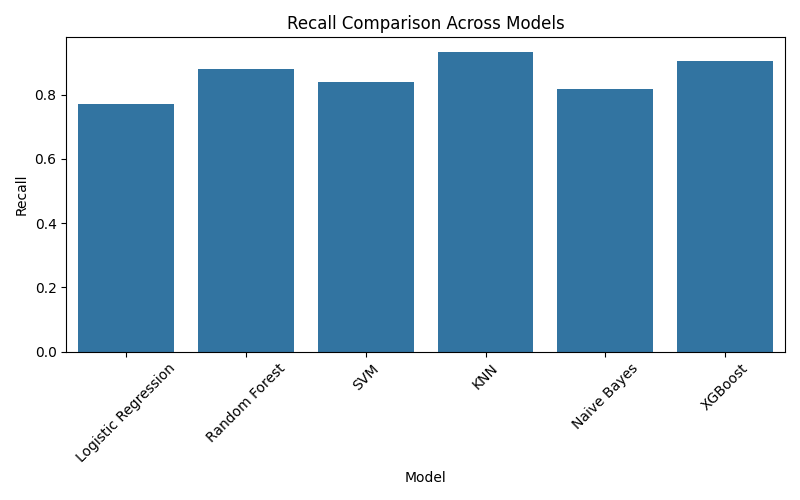 Recall Comparison Across Models
Recall
0.8
0.6
0.4
0.2
0.0
Logistic Regression
Random Forest
SVM
KNN
Naive Bayes
XGBoost
Model